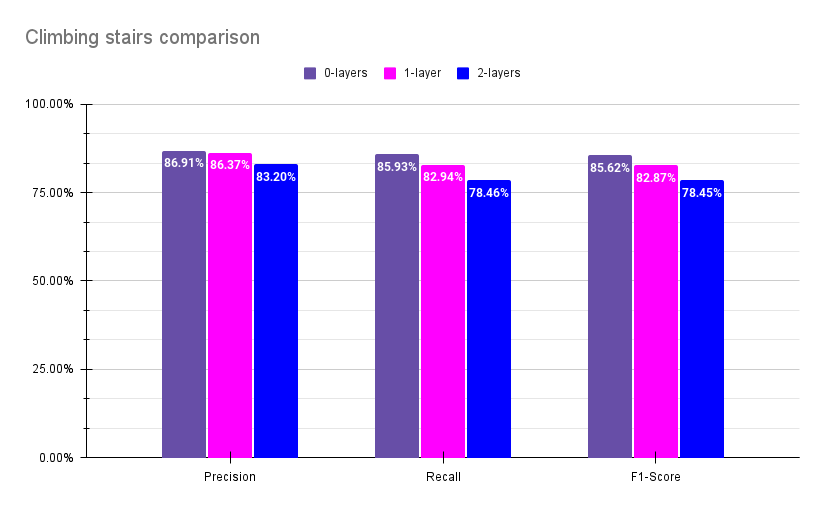 Climbing stairs comparison
0-layers 1-layer 2-layers
100.00%
86.91% 86.37% 83.20% 85.93% 82.94% 78.46% 85.62% 82.87% 78.45%
75.00%
50.00%
25.00%
0.00%
Precision Recall F1-Score